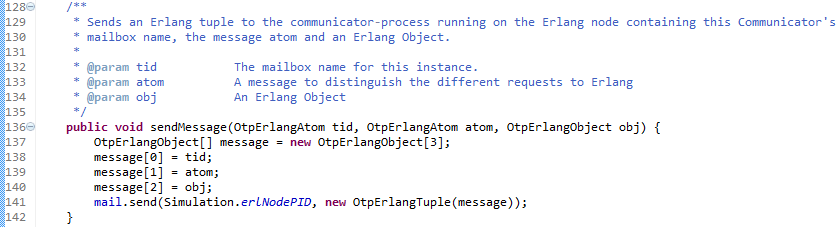 128 /**
129 * Sends an Erlang tuple to the communicator-process running on the Erlang node containing this Communicator's
130 * mailbox name, the message atom and an Erlang Object.
131 *
132 * @param tid The mailbox name for this instance.
133 * @param atom A message to distinguish the different requests to Erlang
134 * @param obj An Erlang Object
135 */
136 public void sendMessage(OtpErlangAtom tid, OtpErlangAtom atom, OtpErlangObject obj) {
137 OtpErlangObject[] message = new OtpErlangObject[3];
138 message[0] = tid;
139 message[1] = atom;
140 message[2] = obj;
141 mail.send(Simulation.erlNodePID, new OtpErlangTuple(message));
142 }